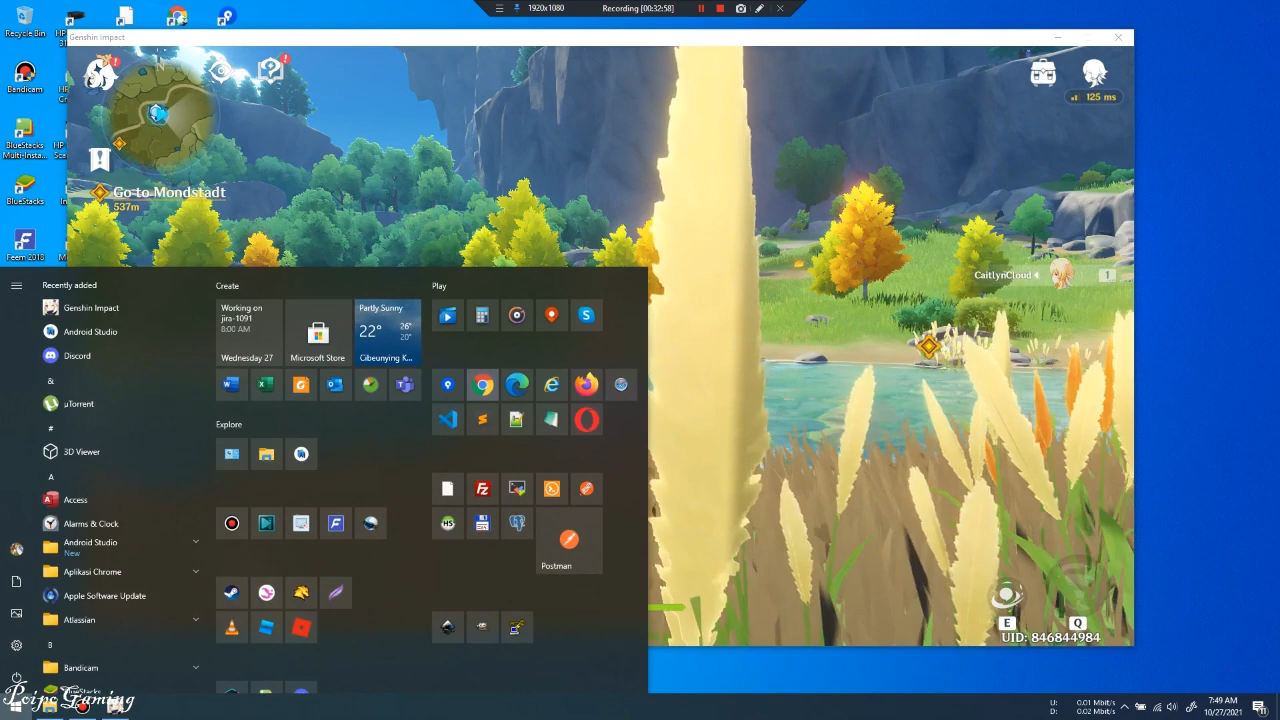 1920x1080
Recording [00:32:58]
Recycle Bin
HP
Genshin Impact
Bandicam
125 ms
BlueStacks
Multi-Insta...
BlueStacks
Go to Mondstadt
537m
Feem 2018
CaitlynCloud
1
Recently added
Create
Play
Genshin Impact
Android Studio
Discord
&
µTorrent
#
3D Viewer
A
Access
Alarms & Clock
Android Studio
New
Aplikasi Chrome
Apple Software Update
Atlassian
B
Bandicam
BlueStacks
Working on
jira-1091
8:00 AM
Wednesday 27
Microsoft Store
Partly Sunny
22°
26°
20°
Cibeunying K...
Explore
Postman
E
Q
UID: 846844984
Poipo Gaming
U:
0.01 Mbit/s
D:
0.02 Mbit/s
7:49 AM
10/27/2021